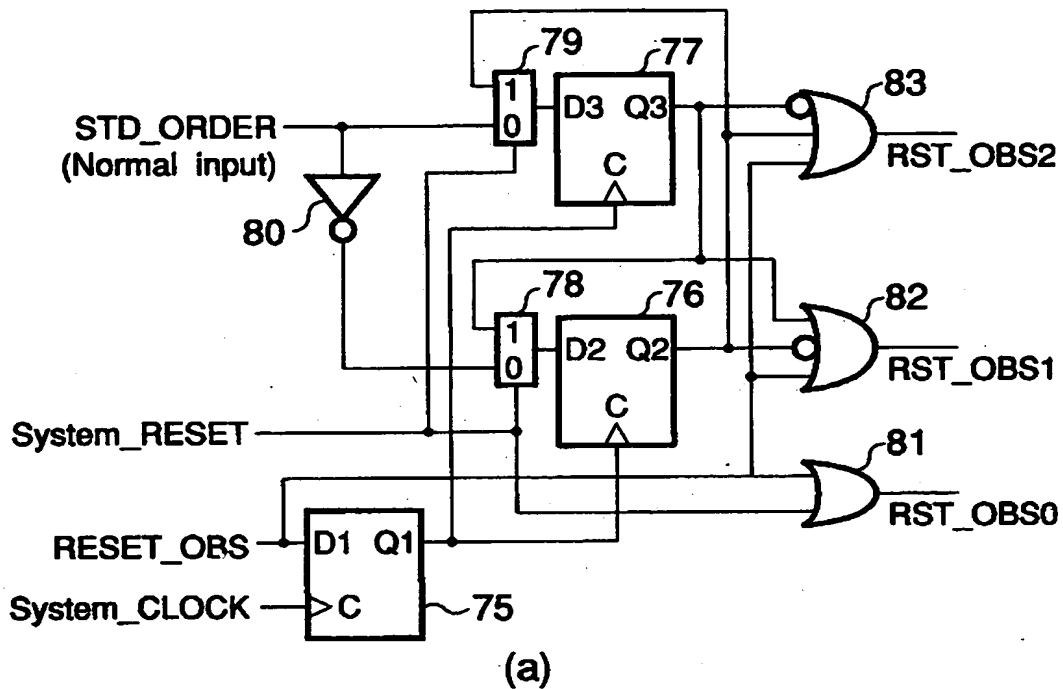 79
77
83
1
0
D3 Q3
C
STD_ORDER
(Normal input)
RST_OBS2
80
78
76
82
1
0
D2 Q2
C
RST_OBS1
System_RESET
81
RST_OBS0
RESET_OBS
D1 Q1
System_CLOCK
C
75
(a)